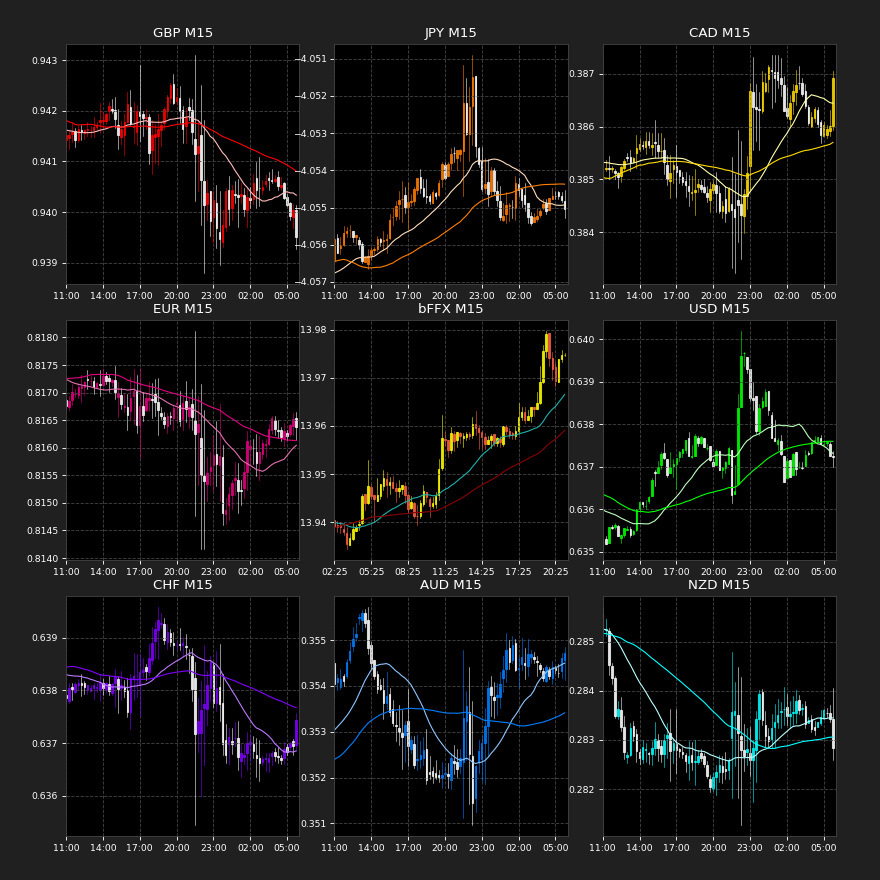 GBP M15
0.943
0.942
0.941
0.940
0.939
11:00 14:00 17:00 20:00 23:00 02:00 05:00
JPY M15
−4.051
−4.052
−4.053
−4.054
−4.055
−4.056
−4.057
11:00 14:00 17:00 20:00 23:00 02:00 05:00
CAD M15
0.387
0.386
0.385
0.384
11:00 14:00 17:00 20:00 23:00 02:00 05:00
EUR M15
0.8180
0.8175
0.8170
0.8165
0.8160
0.8155
0.8150
0.8145
0.8140
11:00 14:00 17:00 20:00 23:00 02:00 05:00
bFFX M15
13.98
13.97
13.96
13.95
13.94
02:25 05:25 08:25 11:25 14:25 17:25 20:25
USD M15
0.640
0.639
0.638
0.637
0.636
0.635
11:00 14:00 17:00 20:00 23:00 02:00 05:00
CHF M15
0.639
0.638
0.637
0.636
11:00 14:00 17:00 20:00 23:00 02:00 05:00
AUD M15
0.355
0.354
0.353
0.352
0.351
11:00 14:00 17:00 20:00 23:00 02:00 05:00
NZD M15
0.285
0.284
0.283
0.282
11:00 14:00 17:00 20:00 23:00 02:00 05:00